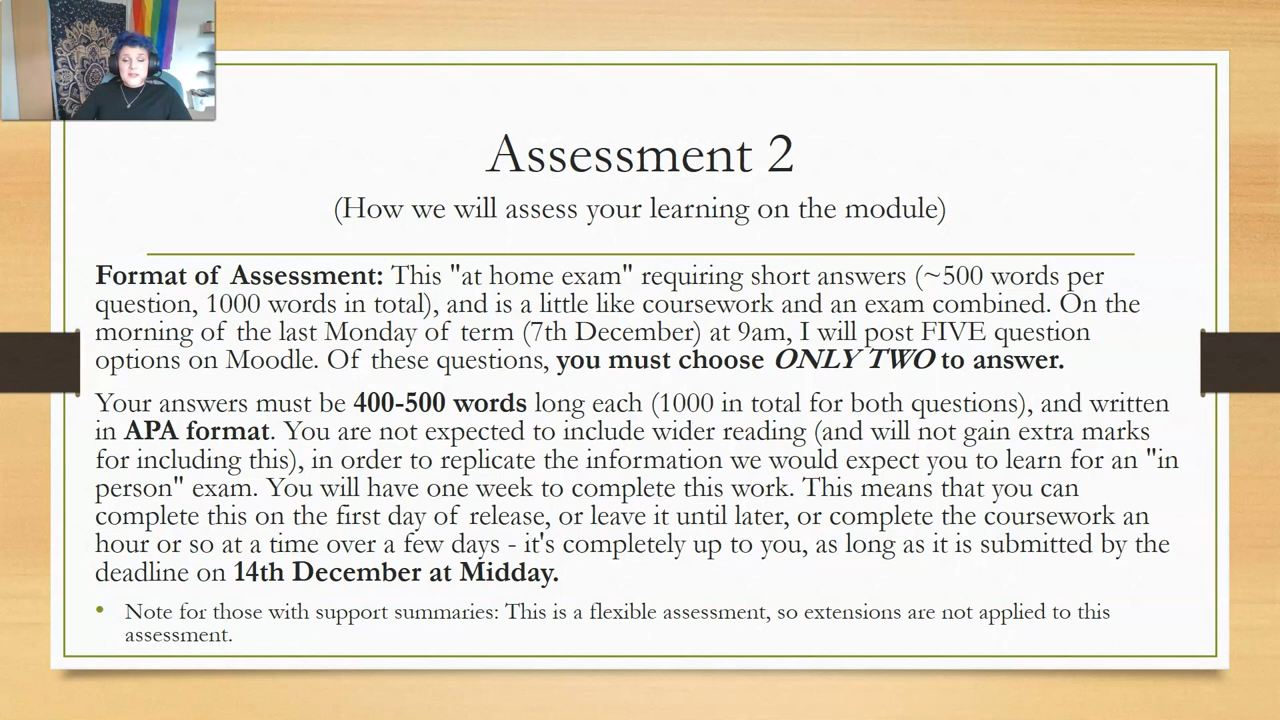 Assessment 2
(How we will assess your learning on the module)
Format of Assessment: This "at home exam" requiring short answers (~500 words per
question, 1000 words in total), and is a little like coursework and an exam combined. On the
morning of the last Monday of term (7th December) at 9am, I will post FIVE question
options on Moodle. Of these questions, you must choose ONLY TWO to answer.
Your answers must be 400-500 words long each (1000 in total for both questions), and written
in APA format. You are not expected to include wider reading (and will not gain extra marks
for including this), in order to replicate the information we would expect you to learn for an "in
person" exam. You will have one week to complete this work. This means that you can
complete this on the first day of release, or leave it until later, or complete the coursework an
hour or so at a time over a few days - it's completely up to you, as long as it is submitted by the
deadline on 14th December at Midday.
• Note for those with support summaries: This is a flexible assessment, so extensions are not applied to this
assessment.